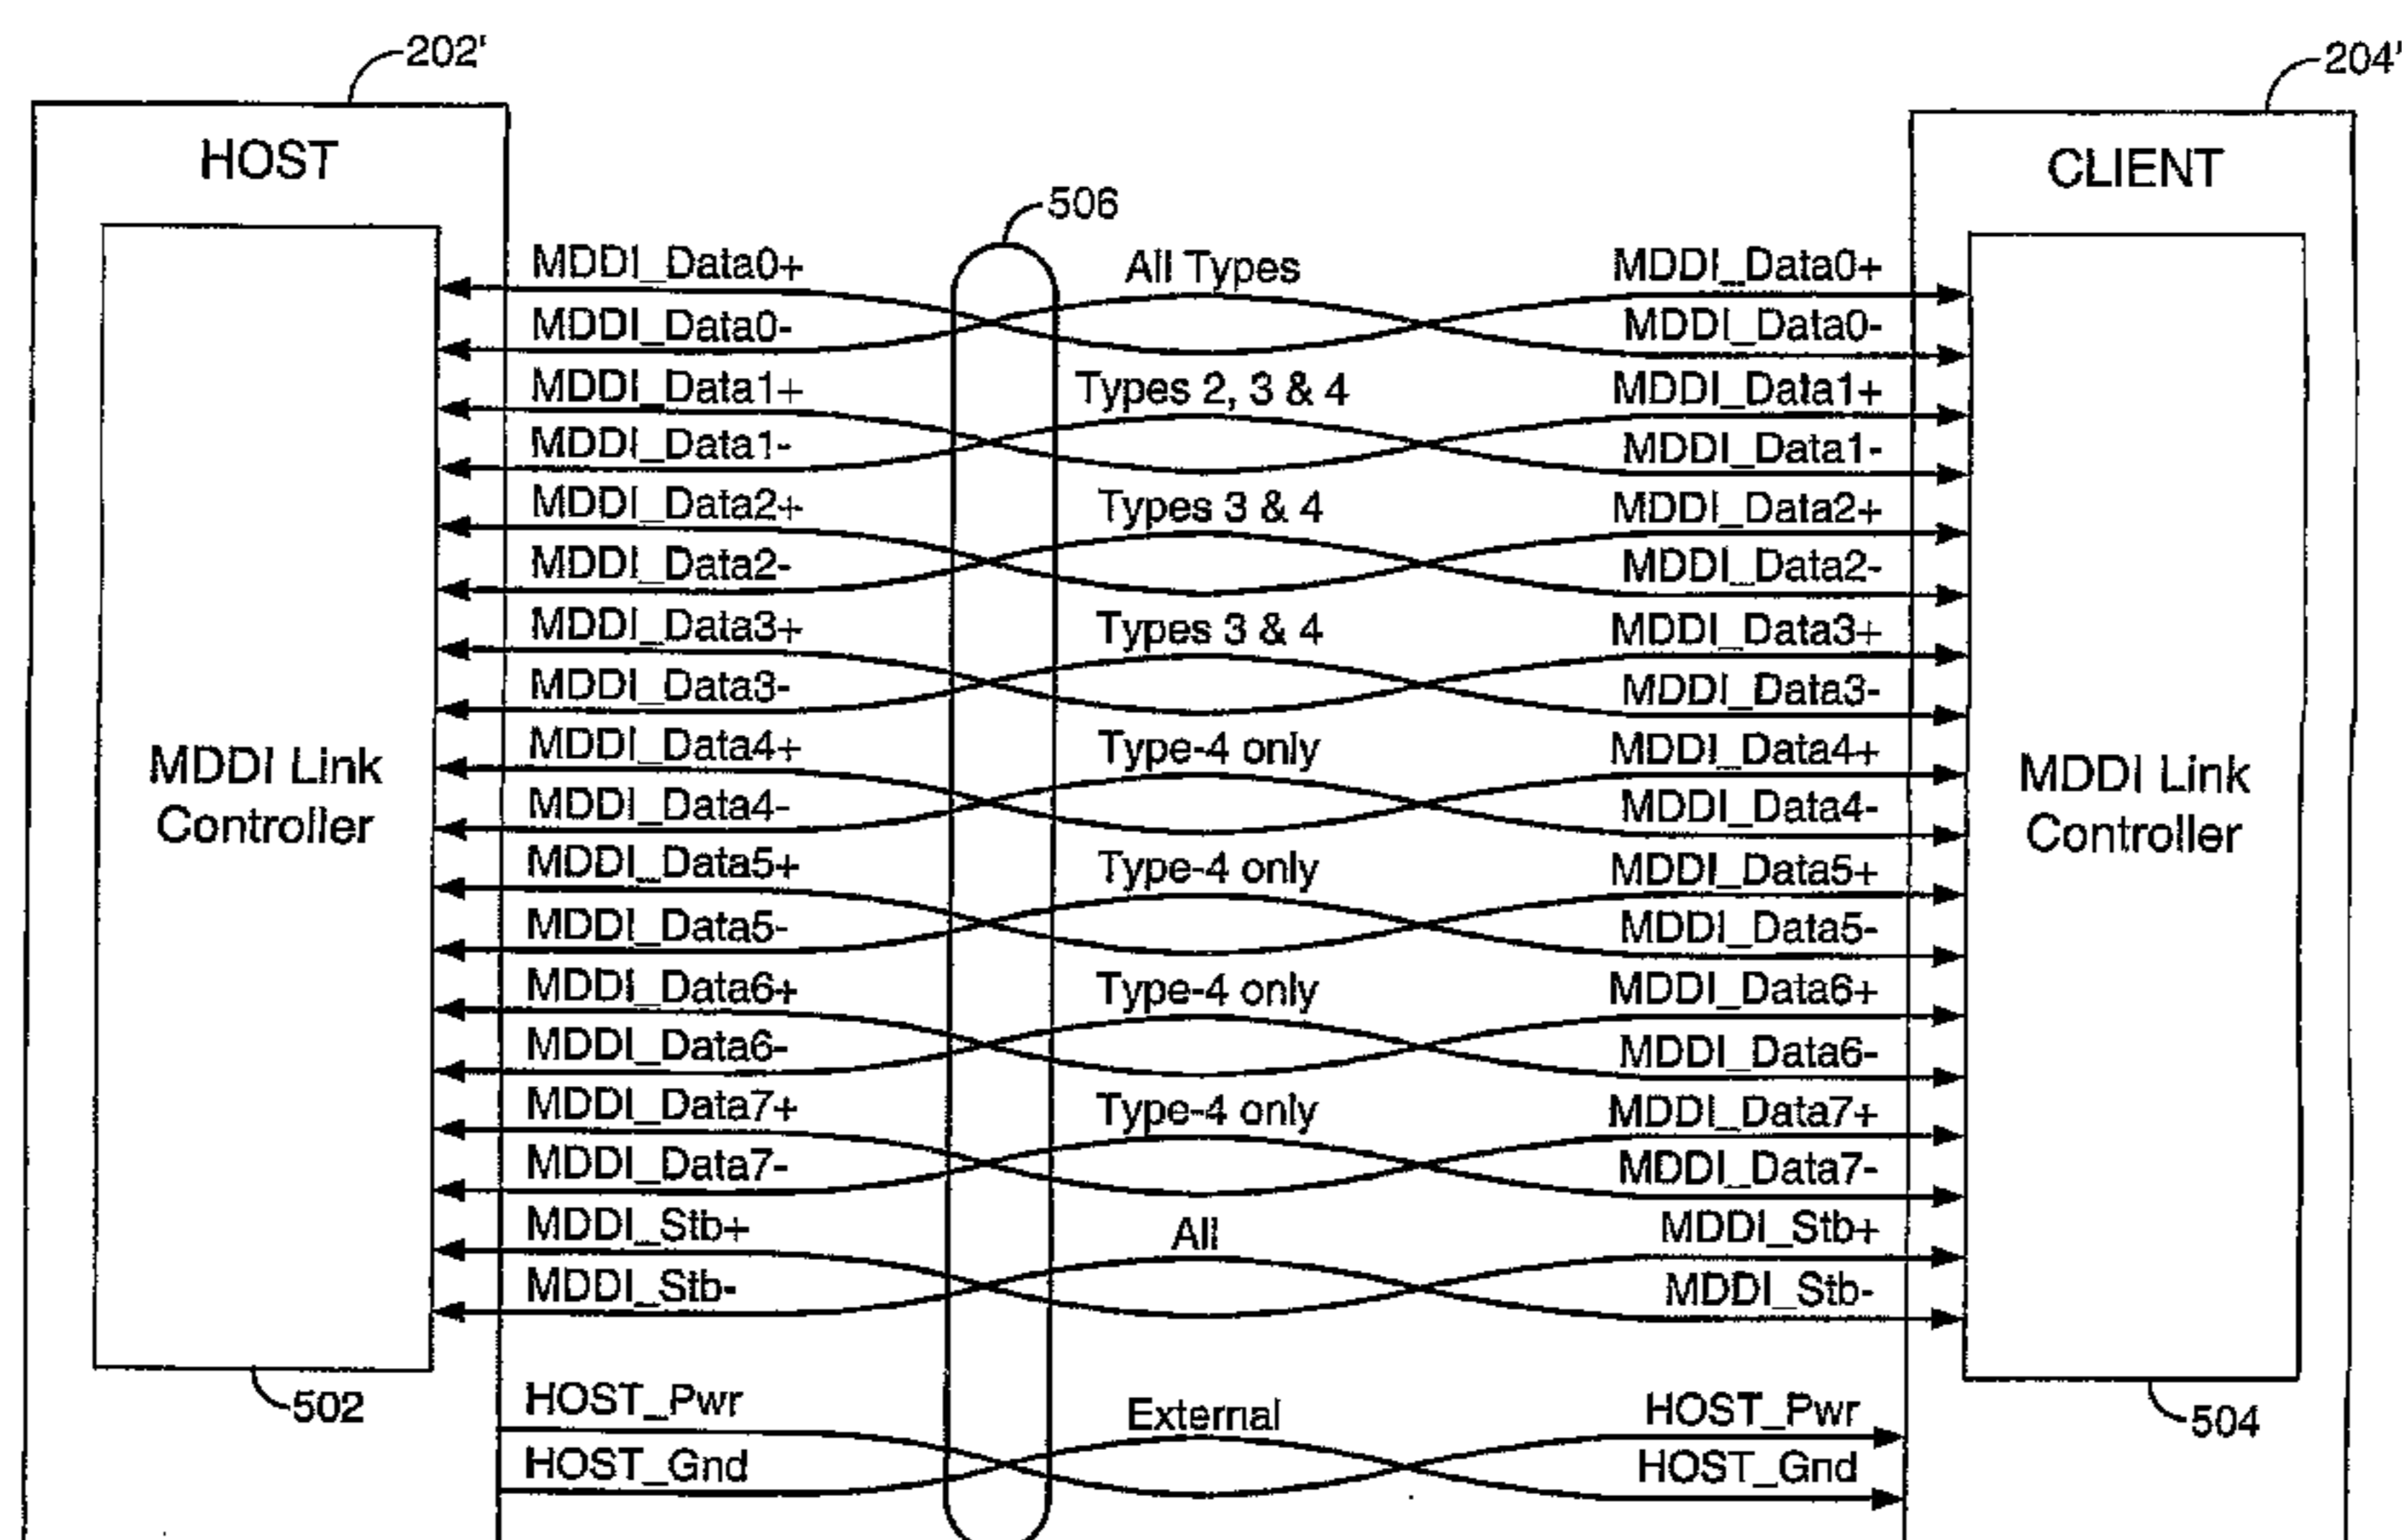 202'
204'
HOST
CLIENT
506
MDDI_Data0+ All Types MDDI_Data0+
MDDI_Data0- MDDI_Data0-
MDDI_Data1+ Types 2, 3 & 4 MDDI_Data1+
MDDI_Data1- MDDI_Data1-
MDDI_Data2+ Types 3 & 4 MDDI_Data2+
MDDI_Data2- MDDI_Data2-
MDDI_Data3+ Types 3 & 4 MDDI_Data3+
MDDI_Data3- MDDI_Data3-
MDDI_Data4+ Type-4 only MDDI_Data4+
MDDI Link
Controller
MDDI Link
Controller
MDDI_Data4- MDDI_Data4-
MDDI_Data5+ Type-4 only MDDI_Data5+
MDDI_Data5- MDDI_Data5-
MDDI_Data6+ Type-4 only MDDI_Data6+
MDDI_Data6- MDDI_Data6-
MDDI_Data7+ Type-4 only MDDI_Data7+
MDDI_Data7- MDDI_Data7-
MDDI_Stb+ All MDDI_Stb+
MDDI_Stb- MDDI_Stb-
502
504
HOST_Pwr External HOST_Pwr
HOST_Gnd HOST_Gnd